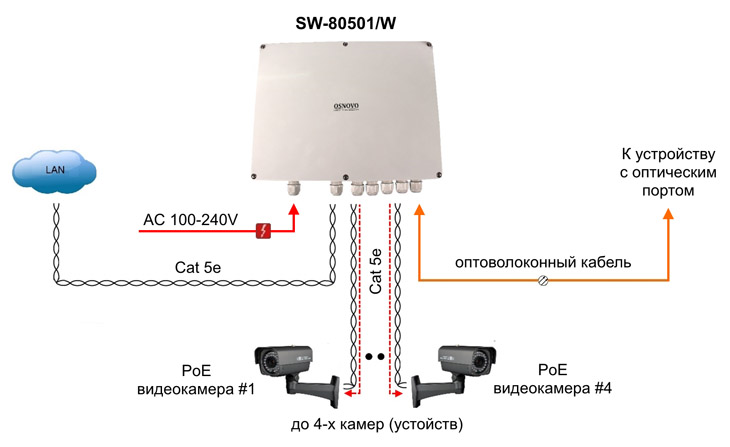 SW-80501/W
OSNOVO
LAN
К устройству
с оптическим
портом
AC 100-240V
Cat 5e
Cat 5e
оптоволоконный кабель
PoE
видеокамера #1
PoE
видеокамера #4
до 4-х камер (устойств)